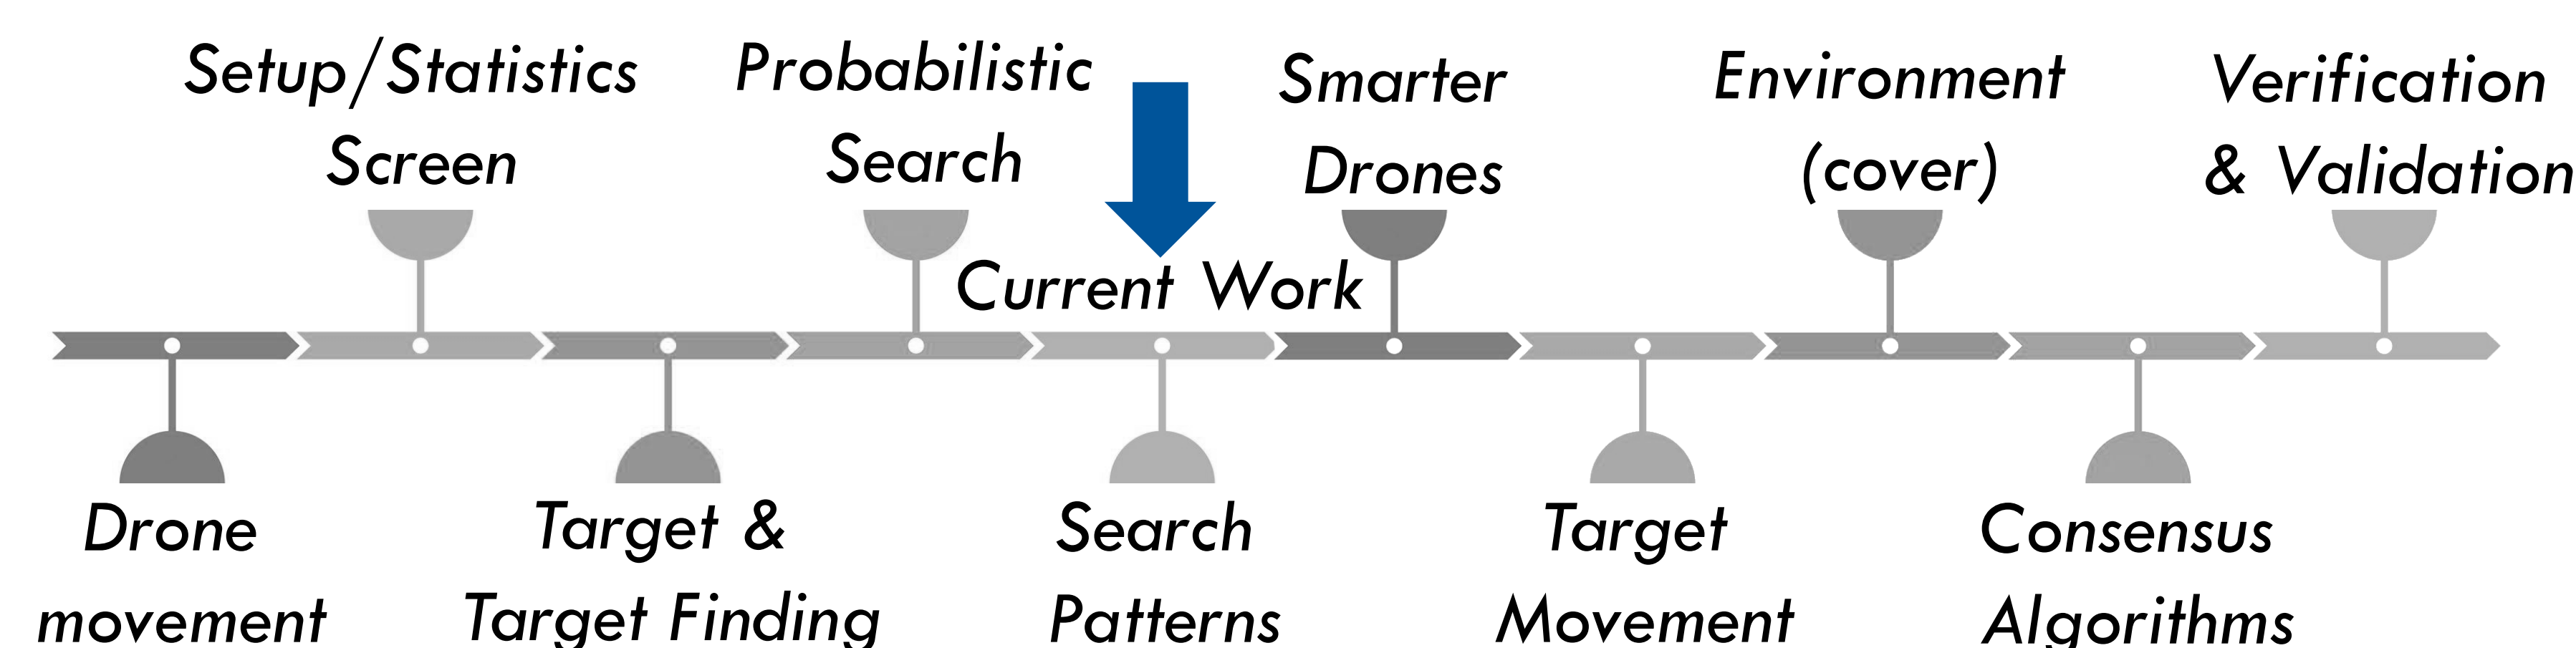 Setup/Statistics
Screen
Probabilistic
Search
Smarter
Drones
Environment
(cover)
Verification
& Validation
Current Work
Drone
movement
Target &
Target Finding
Search
Patterns
Target
Movement
Consensus
Algorithms